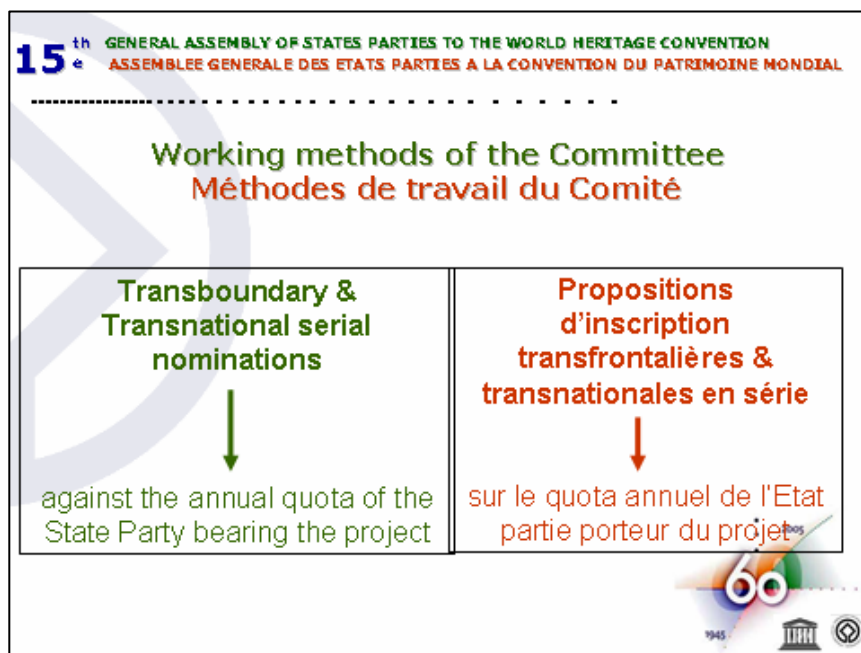 15th GENERAL ASSEMBLY OF STATES PARTIES TO THE WORLD HERITAGE CONVENTION
e ASSEMBLEE GENERALE DES ETATS PARTIES A LA CONVENTION DU PATRIMOINE MONDIAL
Working methods of the Committee
Méthodes de travail du Comité
Transboundary &
Transnational serial
nominations
against the annual quota of the
State Party bearing the project
Propositions
d'inscription
transfrontalières &
transnationales en série
sur le quota annuel de l'Etat
partie porteur du projet
2005
60
1945